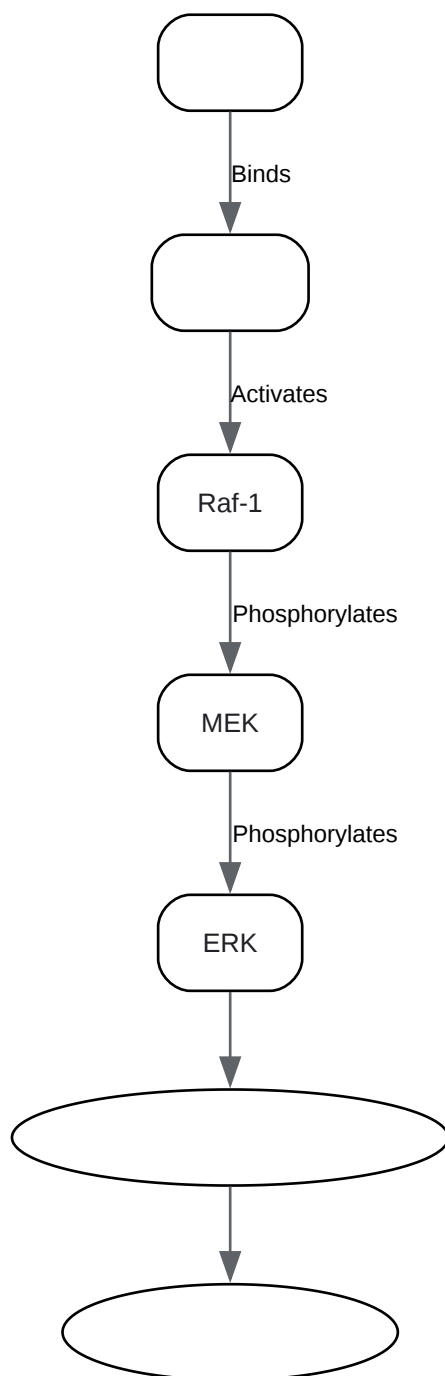 Binds
Activates
Raf-1
Phosphorylates
MEK
Phosphorylates
ERK